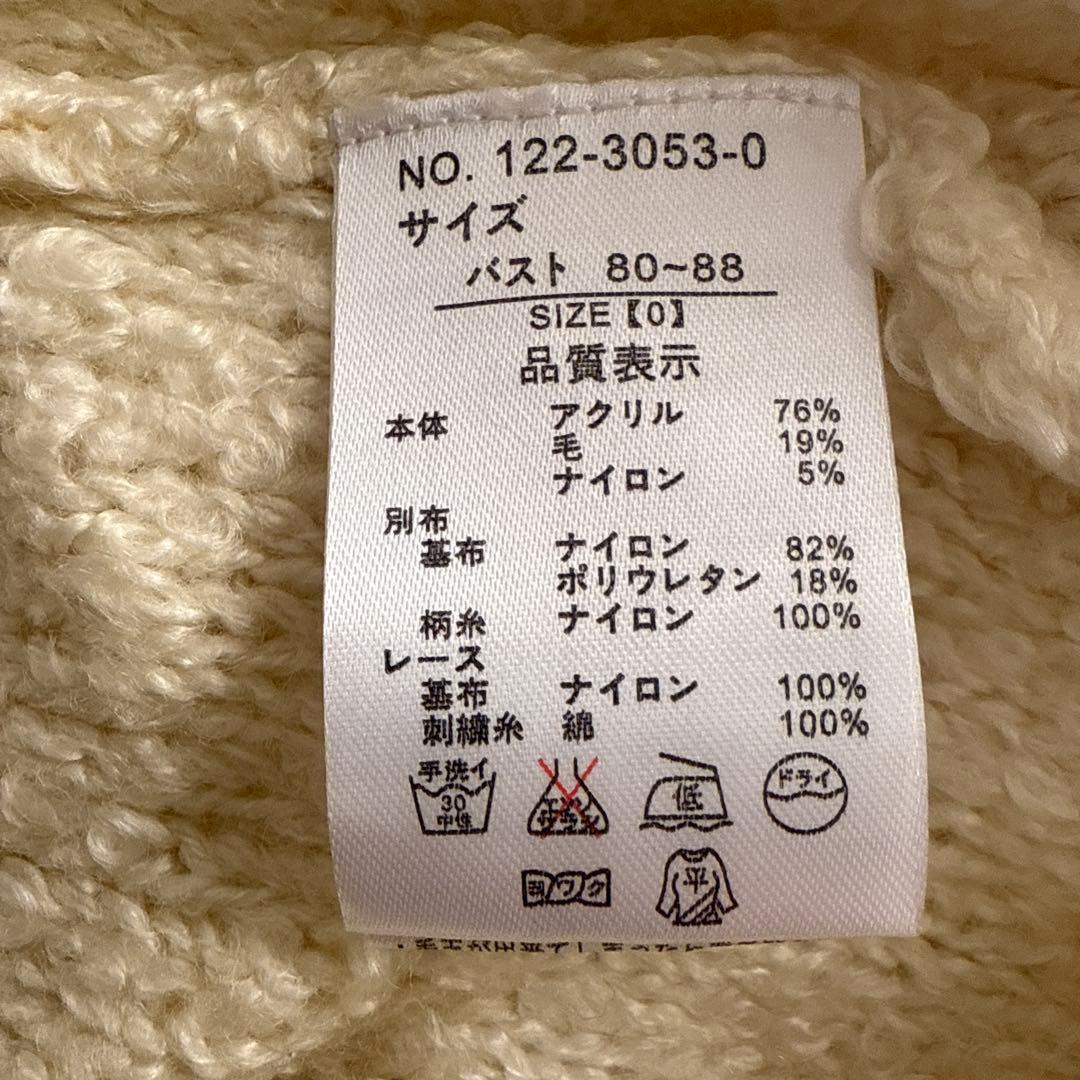 NO. 122-3053-0
サイズ
バスト 80~88
SIZE【0】
品質表示
本体 アクリル 76%
毛 19%
ナイロン 5%
別布
基布 ナイロン 82%
ポリウレタン 18%
柄糸 ナイロン 100%
レース
基布 ナイロン 100%
刺繍糸 綿 100%
手洗イ 30 中性
低
ドライ
ヨワク
平